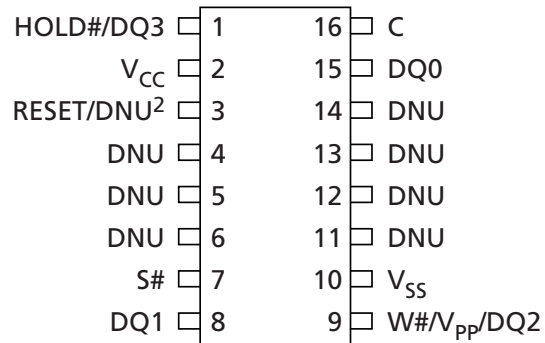 HOLD#/DQ3 1 16 C
VCC 2 15 DQ0
RESET/DNU2 3 14 DNU
DNU 4 13 DNU
DNU 5 12 DNU
DNU 6 11 DNU
S# 7 10 VSS
DQ1 8 9 W#/VPP/DQ2